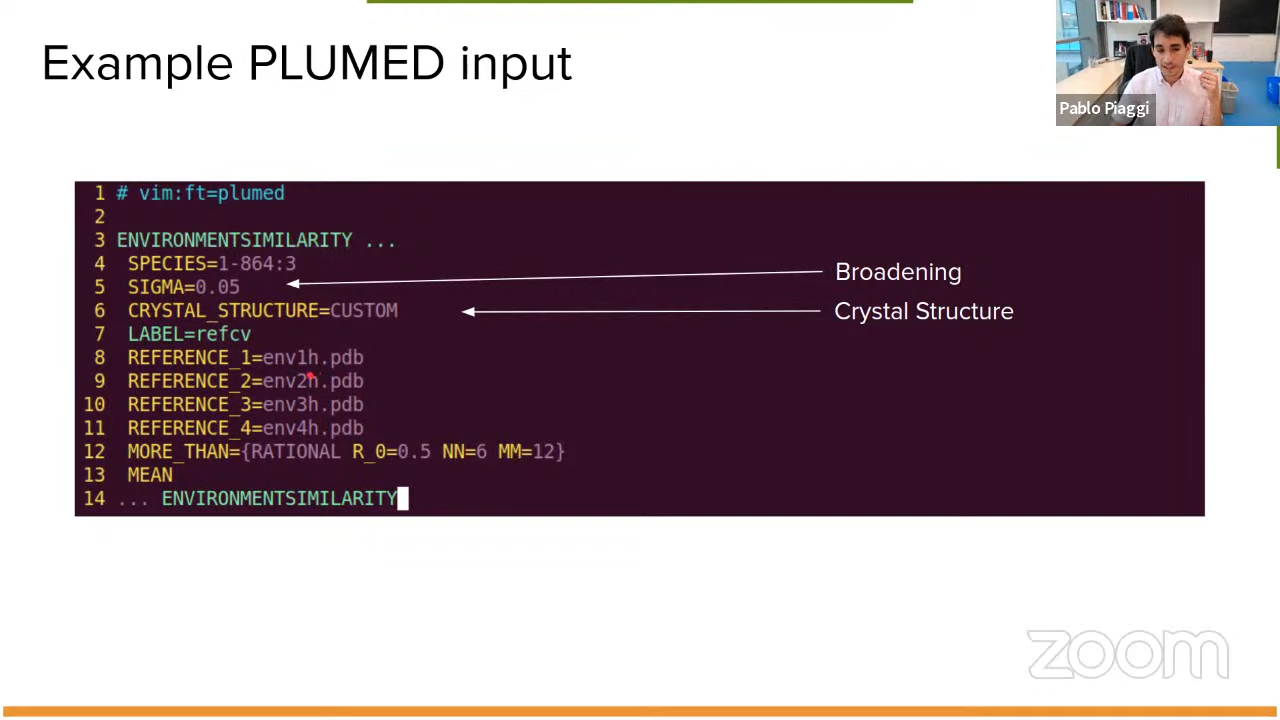 Example PLUMED input
Pablo Piaggi
1 # vim:ft=plumed
2
3 ENVIRONMENTSIMILARITY ...
4 SPECIES=1-864:3
5 SIGMA=0.05
6 CRYSTAL_STRUCTURE=CUSTOM
7 LABEL=refcv
8 REFERENCE_1=env1h.pdb
9 REFERENCE_2=env2h.pdb
10 REFERENCE_3=env3h.pdb
11 REFERENCE_4=env4h.pdb
12 MORE_THAN={RATIONAL R_0=0.5 NN=6 MM=12}
13 MEAN
14 ... ENVIRONMENTSIMILARITY
Broadening
Crystal Structure
zoom